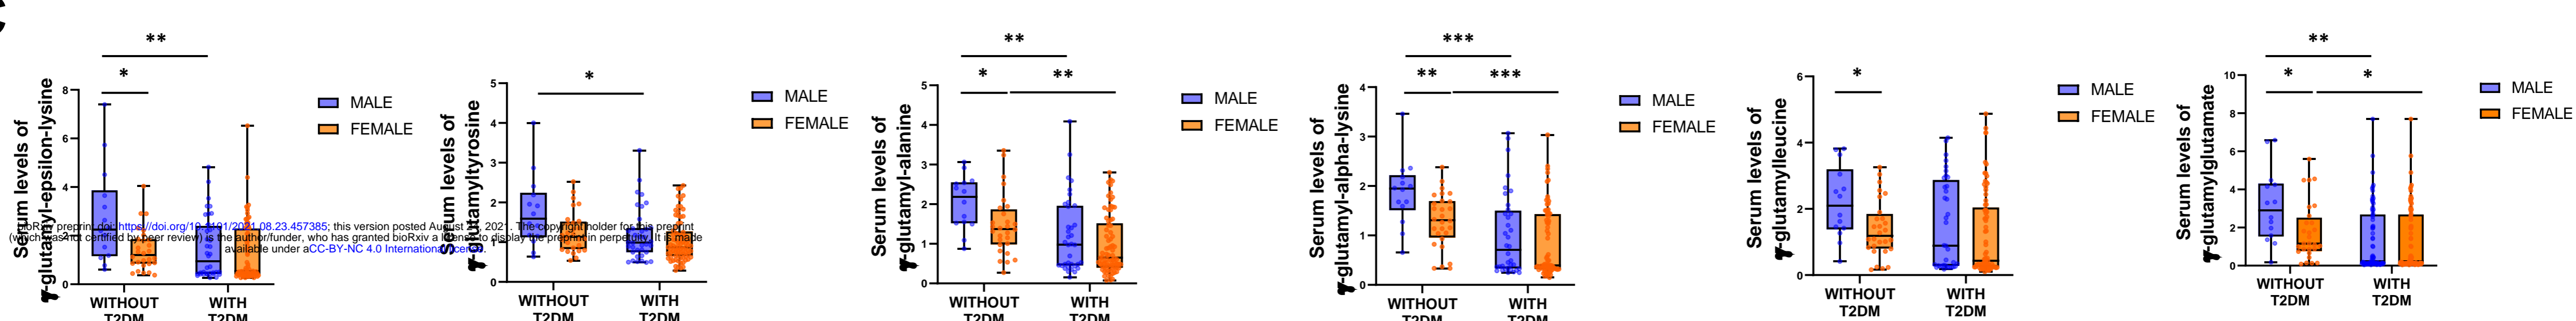 C
**
*
8
6
4
2
0
Serum levels of
γ-glutamyl-epsilon-lysine
MALE
FEMALE
WITHOUT
T2DM
WITH
T2DM
*
5
4
3
2
1
0
Serum levels of
γ-glutamyltyrosine
MALE
FEMALE
WITHOUT
T2DM
WITH
T2DM
bioRxiv preprint doi: https://doi.org/10.1101/2021.08.23.457385; this version posted August 2021. The copyright holder for this preprint
(which was not certified by peer review) is the author/funder, who has granted bioRxiv a license to display the preprint in perpetuity. It is made
available under aCC-BY-NC 4.0 International license.
**
* **
5
4
3
2
1
0
Serum levels of
γ-glutamyl-alanine
MALE
FEMALE
WITHOUT
T2DM
WITH
T2DM
***
** ***
4
3
2
1
0
Serum levels of
γ-glutamyl-alpha-lysine
MALE
FEMALE
WITHOUT
T2DM
WITH
T2DM
*
6
4
2
0
Serum levels of
γ-glutamylleucine
MALE
FEMALE
WITHOUT
T2DM
WITH
T2DM
**
* *
10
8
6
4
2
0
Serum levels of
γ-glutamylglutamate
MALE
FEMALE
WITHOUT
T2DM
WITH
T2DM